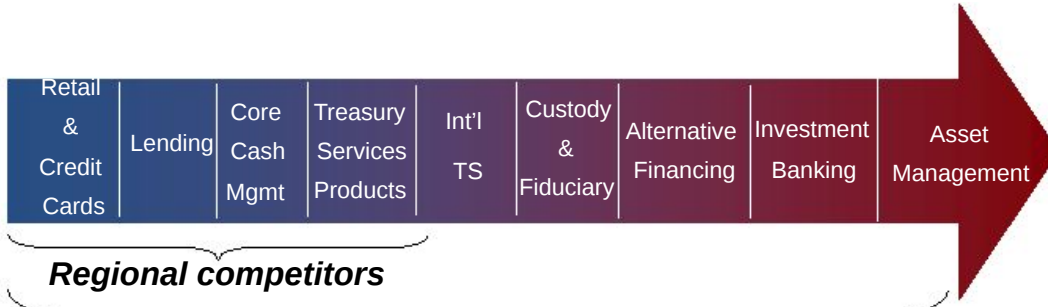 Retail
&
Credit
Cards
Lending
Core
Cash
Mgmt
Treasury
Services
Products
Int'l
TS
Custody
&
Fiduciary
Alternative
Financing
Investment
Banking
Asset
Management
Regional competitors